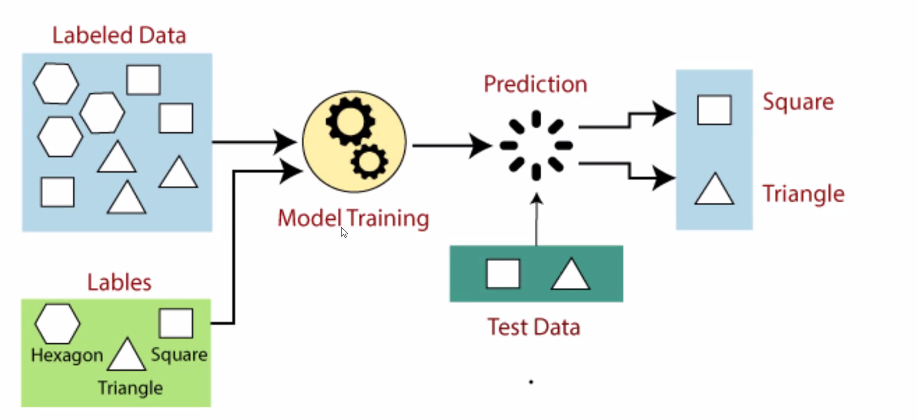 Labeled Data
Prediction
Square
Triangle
Model Training
Lables
Hexagon
Square
Triangle
Test Data